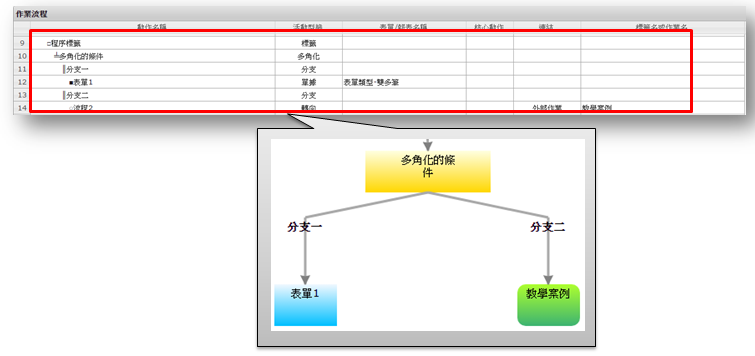 作業流程
動作名稱 活動型態 表單/報表名稱 核心動作 連結 標籤名或作業名
9 □程序標籤 標籤
10 多角化的條件 多角化
11 分支一 分支
12 ■表單1 單據 表單類型-雙多筆
13 分支二 分支
14 流程2 轉向 外部作業 教學案例
多角化的條
件
分支一 分支二
表單1 教學案例